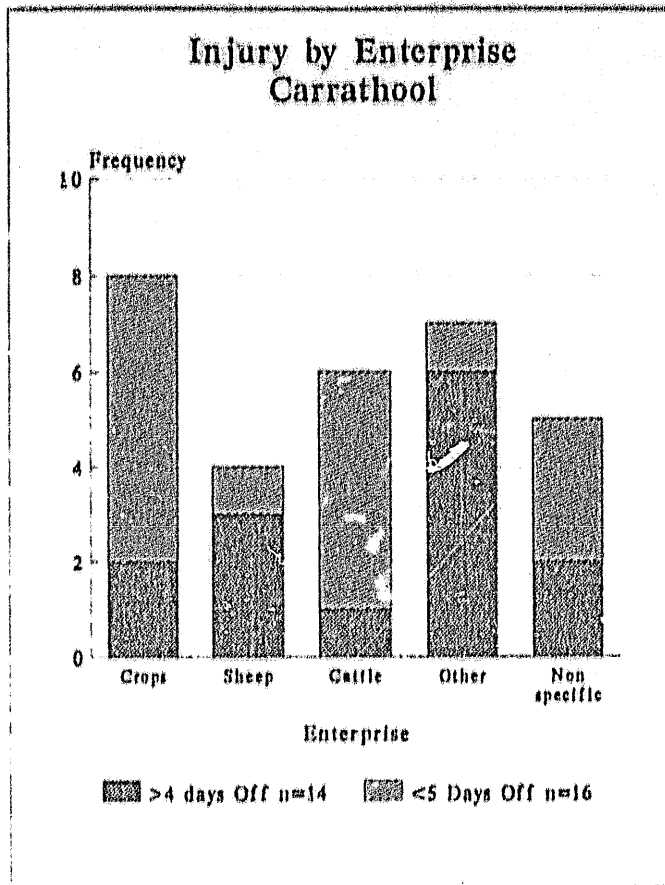 Injury by Enterprise
Carrathool
Frequency
10
8
6
4
2
0
Crops Sheep Cattle Other Non specific
Enterprise
>4 days Off n=14 <5 Days Off n=16